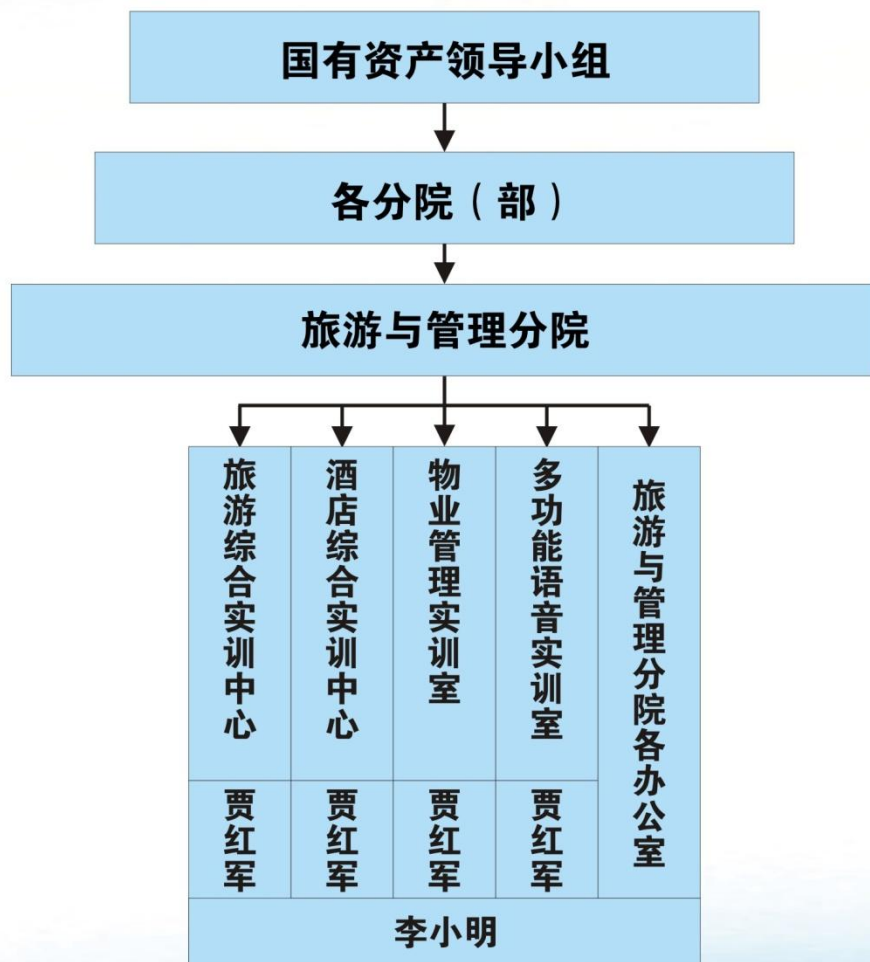 国有资产领导小组
各分院（部）
旅游与管理分院
旅游综合实训中心
酒店综合实训中心
物业管理实训室
多功能语音实训室
旅游与管理分院各办公室
贾红军
贾红军
贾红军
贾红军
李小明